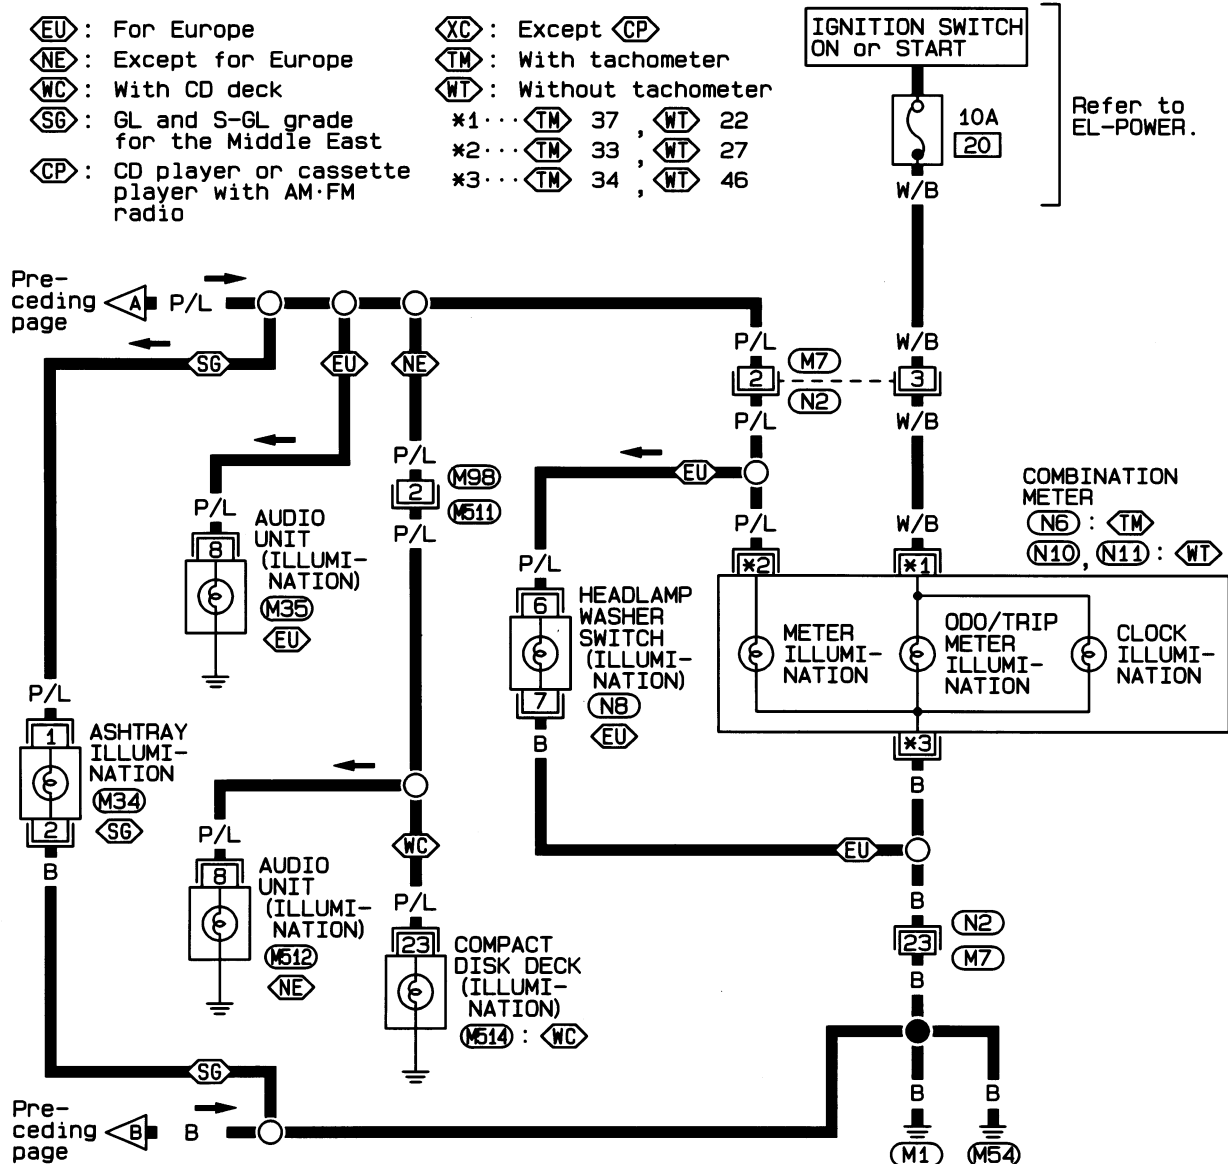 EU : For Europe
NE : Except for Europe
WC : With CD deck
SG : GL and S-GL grade
for the Middle East
CP : CD player or cassette
player with AM·FM
radio
XC : Except CP
TM : With tachometer
WT : Without tachometer
*1···TM 37 , WT 22
*2···TM 33 , WT 27
*3···TM 34 , WT 46
IGNITION SWITCH
ON or START
10A
20
Refer to
EL-POWER.
W/B
Pre-
ceding
page
A P/L
SG
EU
NE
P/L
2
M7
N2
W/B
3
P/L
W/B
P/L
2
M98
M511
P/L
EU
P/L
W/B
COMBINATION
METER
N6 : TM
N10 , N11 : WT
P/L
8
AUDIO
UNIT
(ILLUMI-
NATION)
M35
EU
*2
*1
P/L
6
HEADLAMP
WASHER
SWITCH
(ILLUMI-
NATION)
7
N8
EU
B
METER
ILLUMI-
NATION
ODO/TRIP
METER
ILLUMI-
NATION
CLOCK
ILLUMI-
NATION
*3
B
P/L
1
ASHTRAY
ILLUMI-
NATION
M34
2
SG
B
P/L
8
AUDIO
UNIT
(ILLUMI-
NATION)
M512
NE
WC
P/L
23
COMPACT
DISK DECK
(ILLUMI-
NATION)
M514 : WC
EU
B
23
N2
M7
B
SG
Pre-
ceding
page
B B
B
B
M1
M54